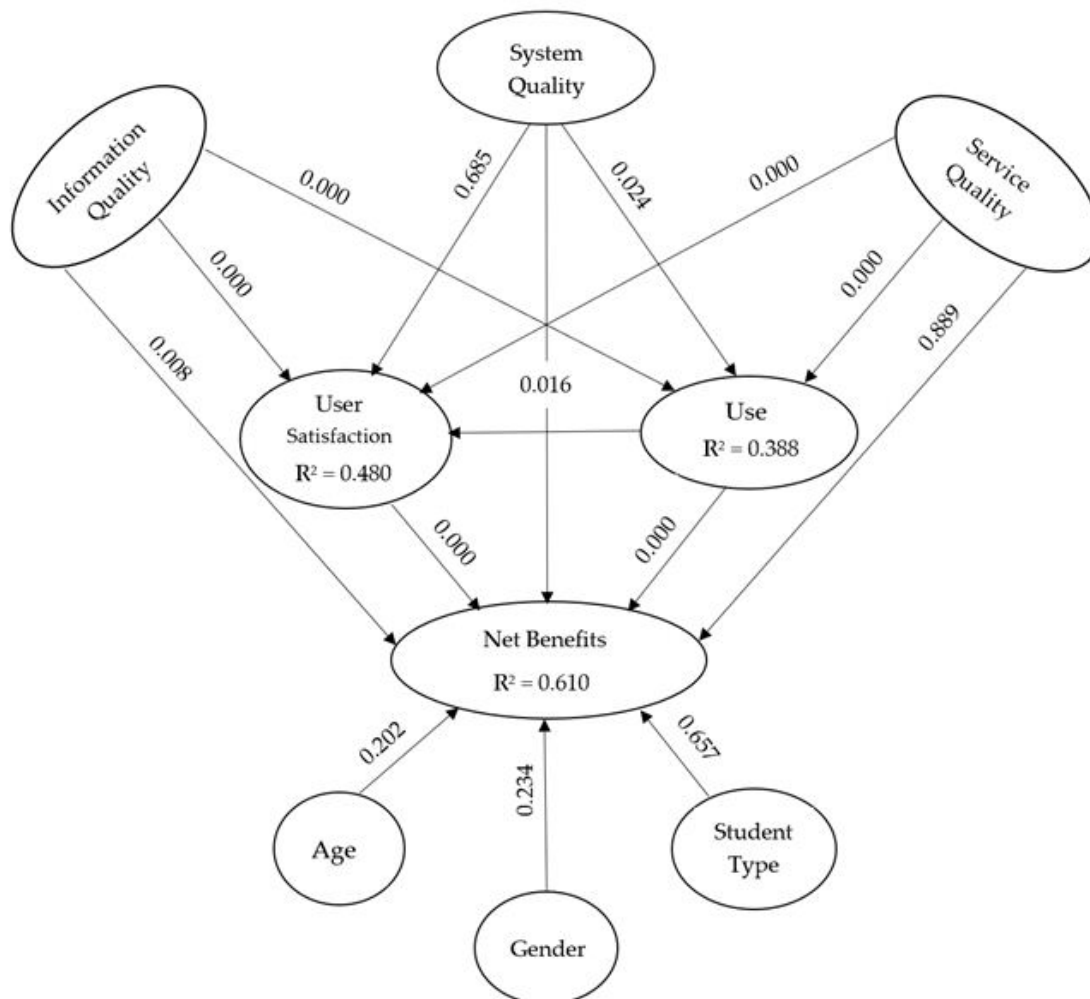 System
Quality
Information
Quality
Service
Quality
0.000
0.685
0.024
0.000
0.000
0.000
0.008
0.889
0.016
User
Satisfaction
R² = 0.480
Use
R² = 0.388
0.000
0.000
Net Benefits
R² = 0.610
0.202
0.234
0.657
Age
Student
Type
Gender